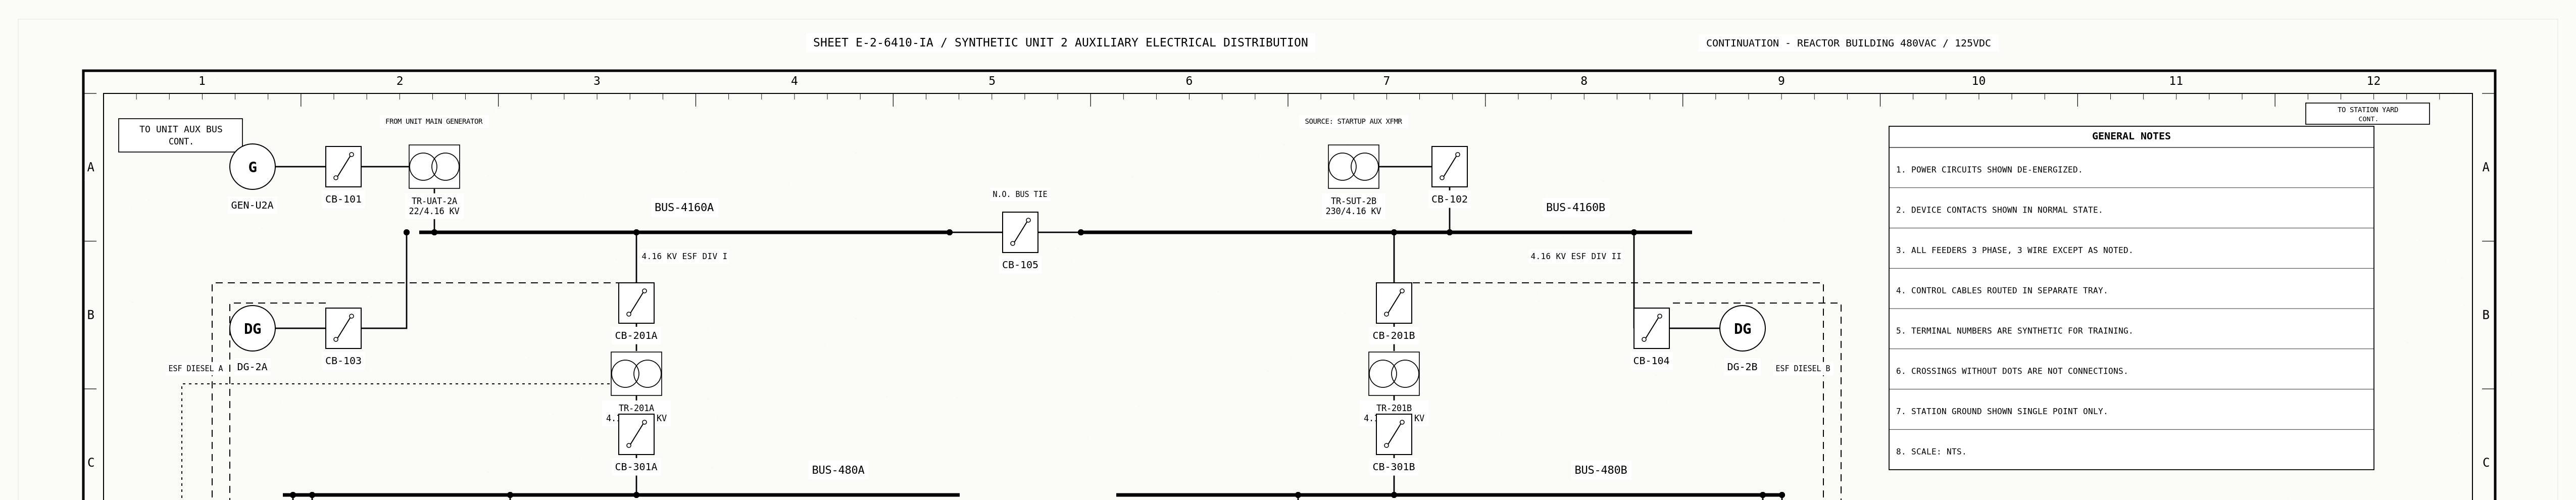 SHEET E-2-6410-IA / SYNTHETIC UNIT 2 AUXILIARY ELECTRICAL DISTRIBUTION
CONTINUATION - REACTOR BUILDING 480VAC / 125VDC
1 2 3 4 5 6 7 8 9 10 11 12
TO UNIT AUX BUS
CONT.
FROM UNIT MAIN GENERATOR
SOURCE: STARTUP AUX XFMR
TO STATION YARD
CONT.
A
G
GEN-U2A
CB-101
TR-UAT-2A
22/4.16 KV
BUS-4160A
N.O. BUS TIE
CB-105
TR-SUT-2B
230/4.16 KV
CB-102
BUS-4160B
A
4.16 KV ESF DIV I
4.16 KV ESF DIV II
B
DG
DG-2A
CB-103
ESF DIESEL A
CB-201A
TR-201A
KV
CB-301A
CB-201B
TR-201B
KV
CB-301B
CB-104
DG
DG-2B
ESF DIESEL B
B
C
BUS-480A
BUS-480B
C
GENERAL NOTES
1. POWER CIRCUITS SHOWN DE-ENERGIZED.
2. DEVICE CONTACTS SHOWN IN NORMAL STATE.
3. ALL FEEDERS 3 PHASE, 3 WIRE EXCEPT AS NOTED.
4. CONTROL CABLES ROUTED IN SEPARATE TRAY.
5. TERMINAL NUMBERS ARE SYNTHETIC FOR TRAINING.
6. CROSSINGS WITHOUT DOTS ARE NOT CONNECTIONS.
7. STATION GROUND SHOWN SINGLE POINT ONLY.
8. SCALE: NTS.